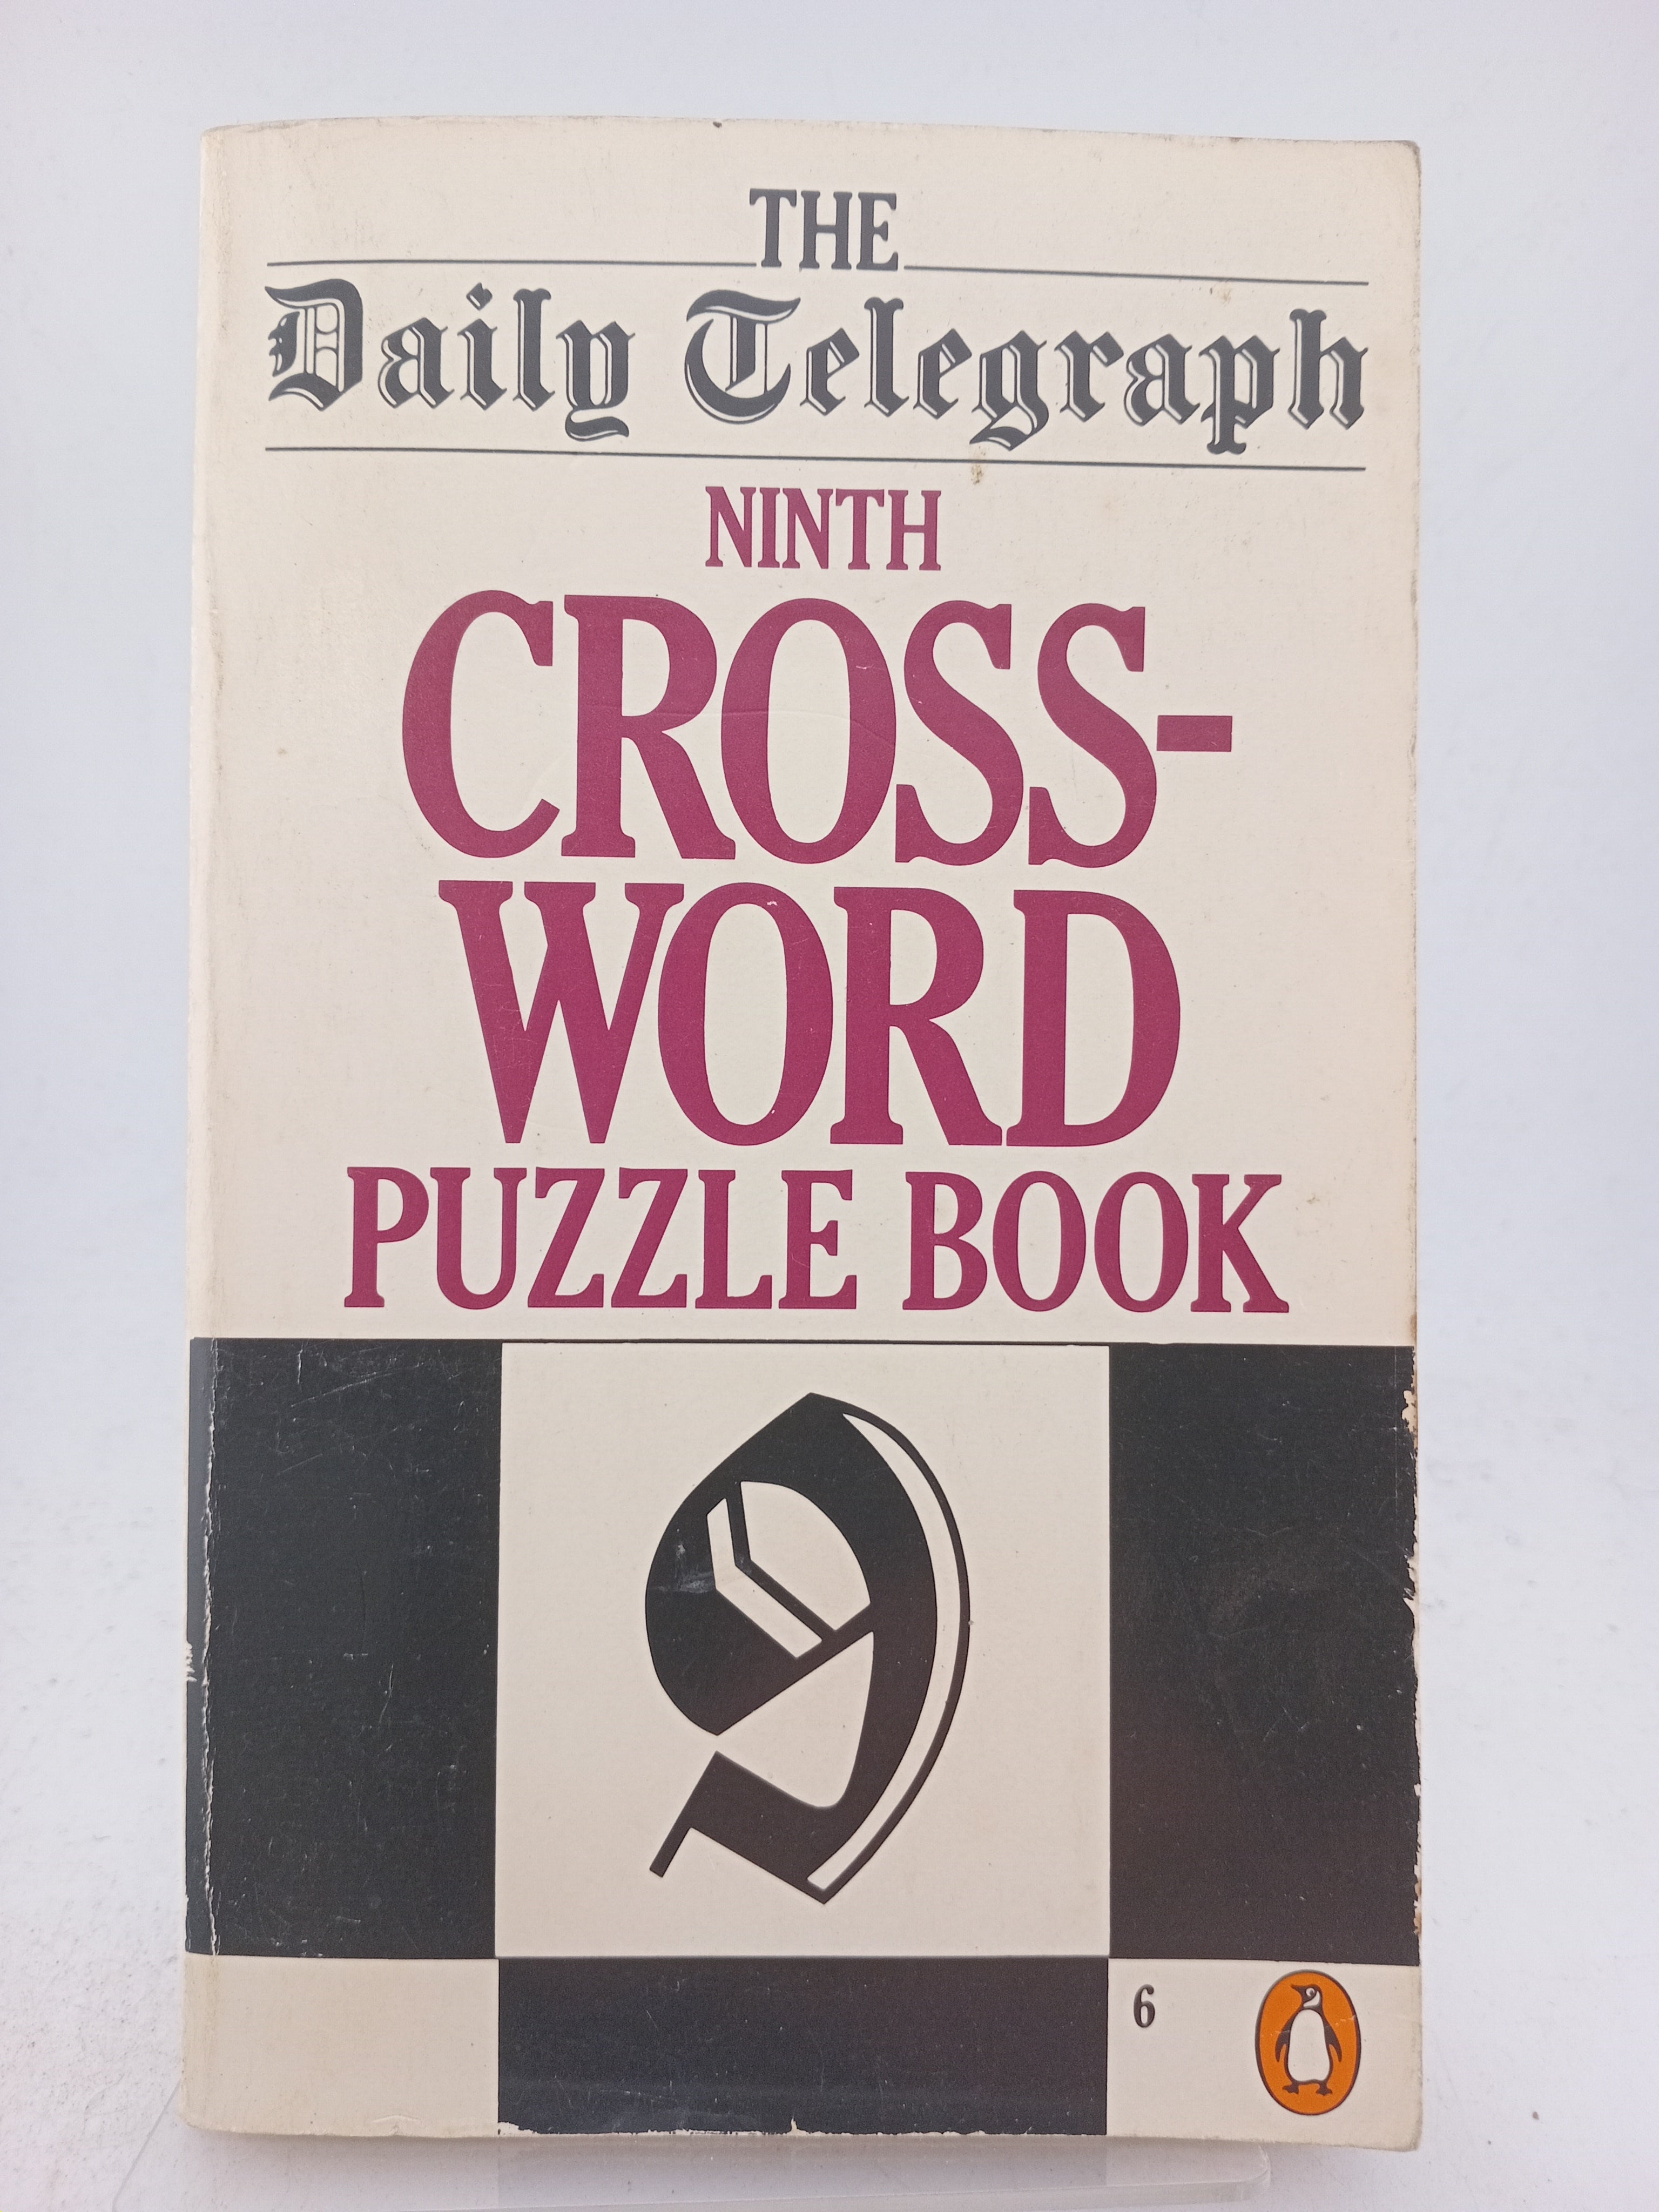 THE
Daily Telegraph
NINTH
CROSS-
WORD
PUZZLE BOOK
9
6